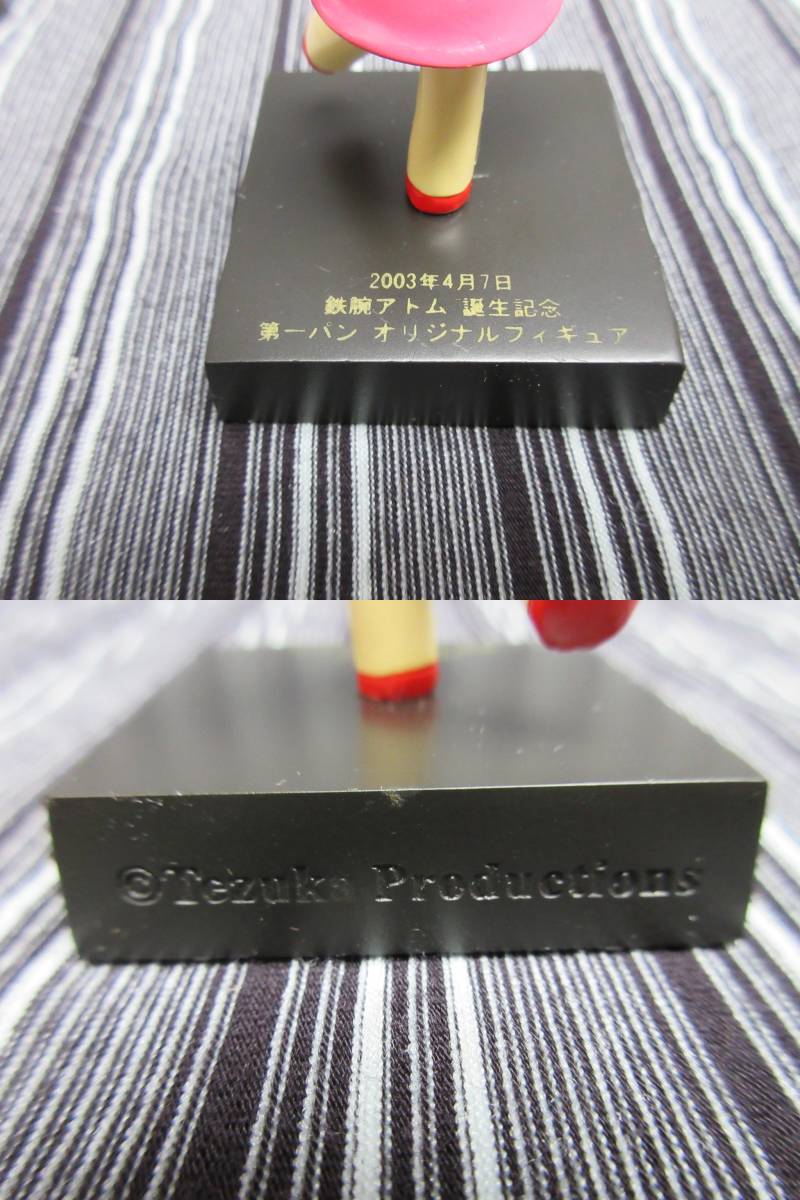 2003年4月7日
鉄腕アトム 誕生記念
第一パン オリジナルフィギュア
©Tezuka Productions